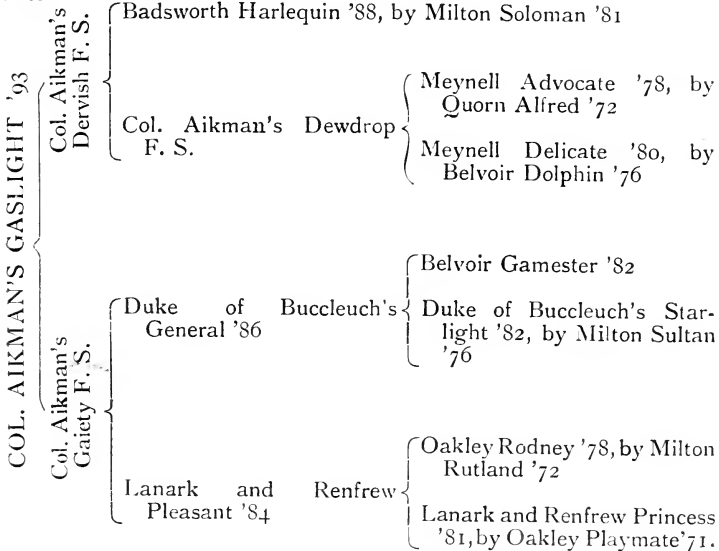 COL. AIKMAN'S GASLIGHT '93
Col. Aikman's
Dervish F. S.
Badsworth Harlequin '88, by Milton Soloman '81
Col. Aikman's Dewdrop
F. S.
Meynell Advocate '78, by
Quorn Alfred '72
Meynell Delicate '80, by
Belvoir Dolphin '76
Col. Aikman's
Gaiety F. S.
Duke of Buccleuch's
General '86
Belvoir Gamester '82
Duke of Buccleuch's Star-
light '82, by Milton Sultan
'76
Lanark and Renfrew
Pleasant '84
Oakley Rodney '78, by Milton
Rutland '72
Lanark and Renfrew Princess
'81, by Oakley Playmate '71.